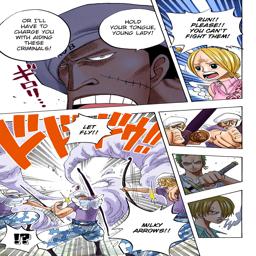 RUN!!
PLEASE!!
YOU CAN'T
FIGHT THEM!
HOLD
YOUR TONGUE,
YOUNG LADY!
OR I'LL
HAVE TO
CHARGE YOU
WITH AIDING
THESE
CRIMINALS!
LET
FLY!!
MILKY
ARROWS!!
!?